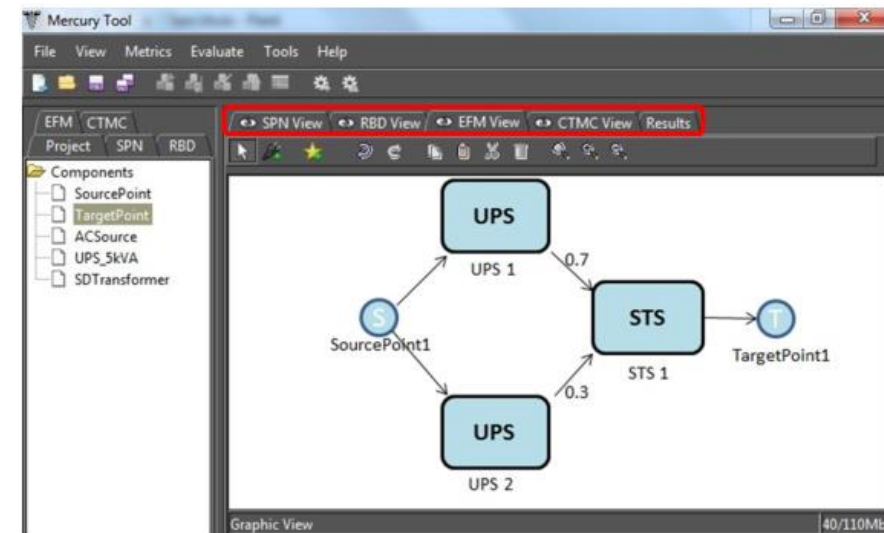 Mercury Tool
File View Metrics Evaluate Tools Help
EFM CTMC
Project SPN RBD
Components
SourcePoint
TargetPoint
ACSource
UPS_5kVA
SDTransformer
SPN View RBD View EFM View CTMC View Results
UPS
UPS 1
0.7
S
SourcePoint1
STS
STS 1
T
TargetPoint1
0.3
UPS
UPS 2
Graphic View
40/110Mb